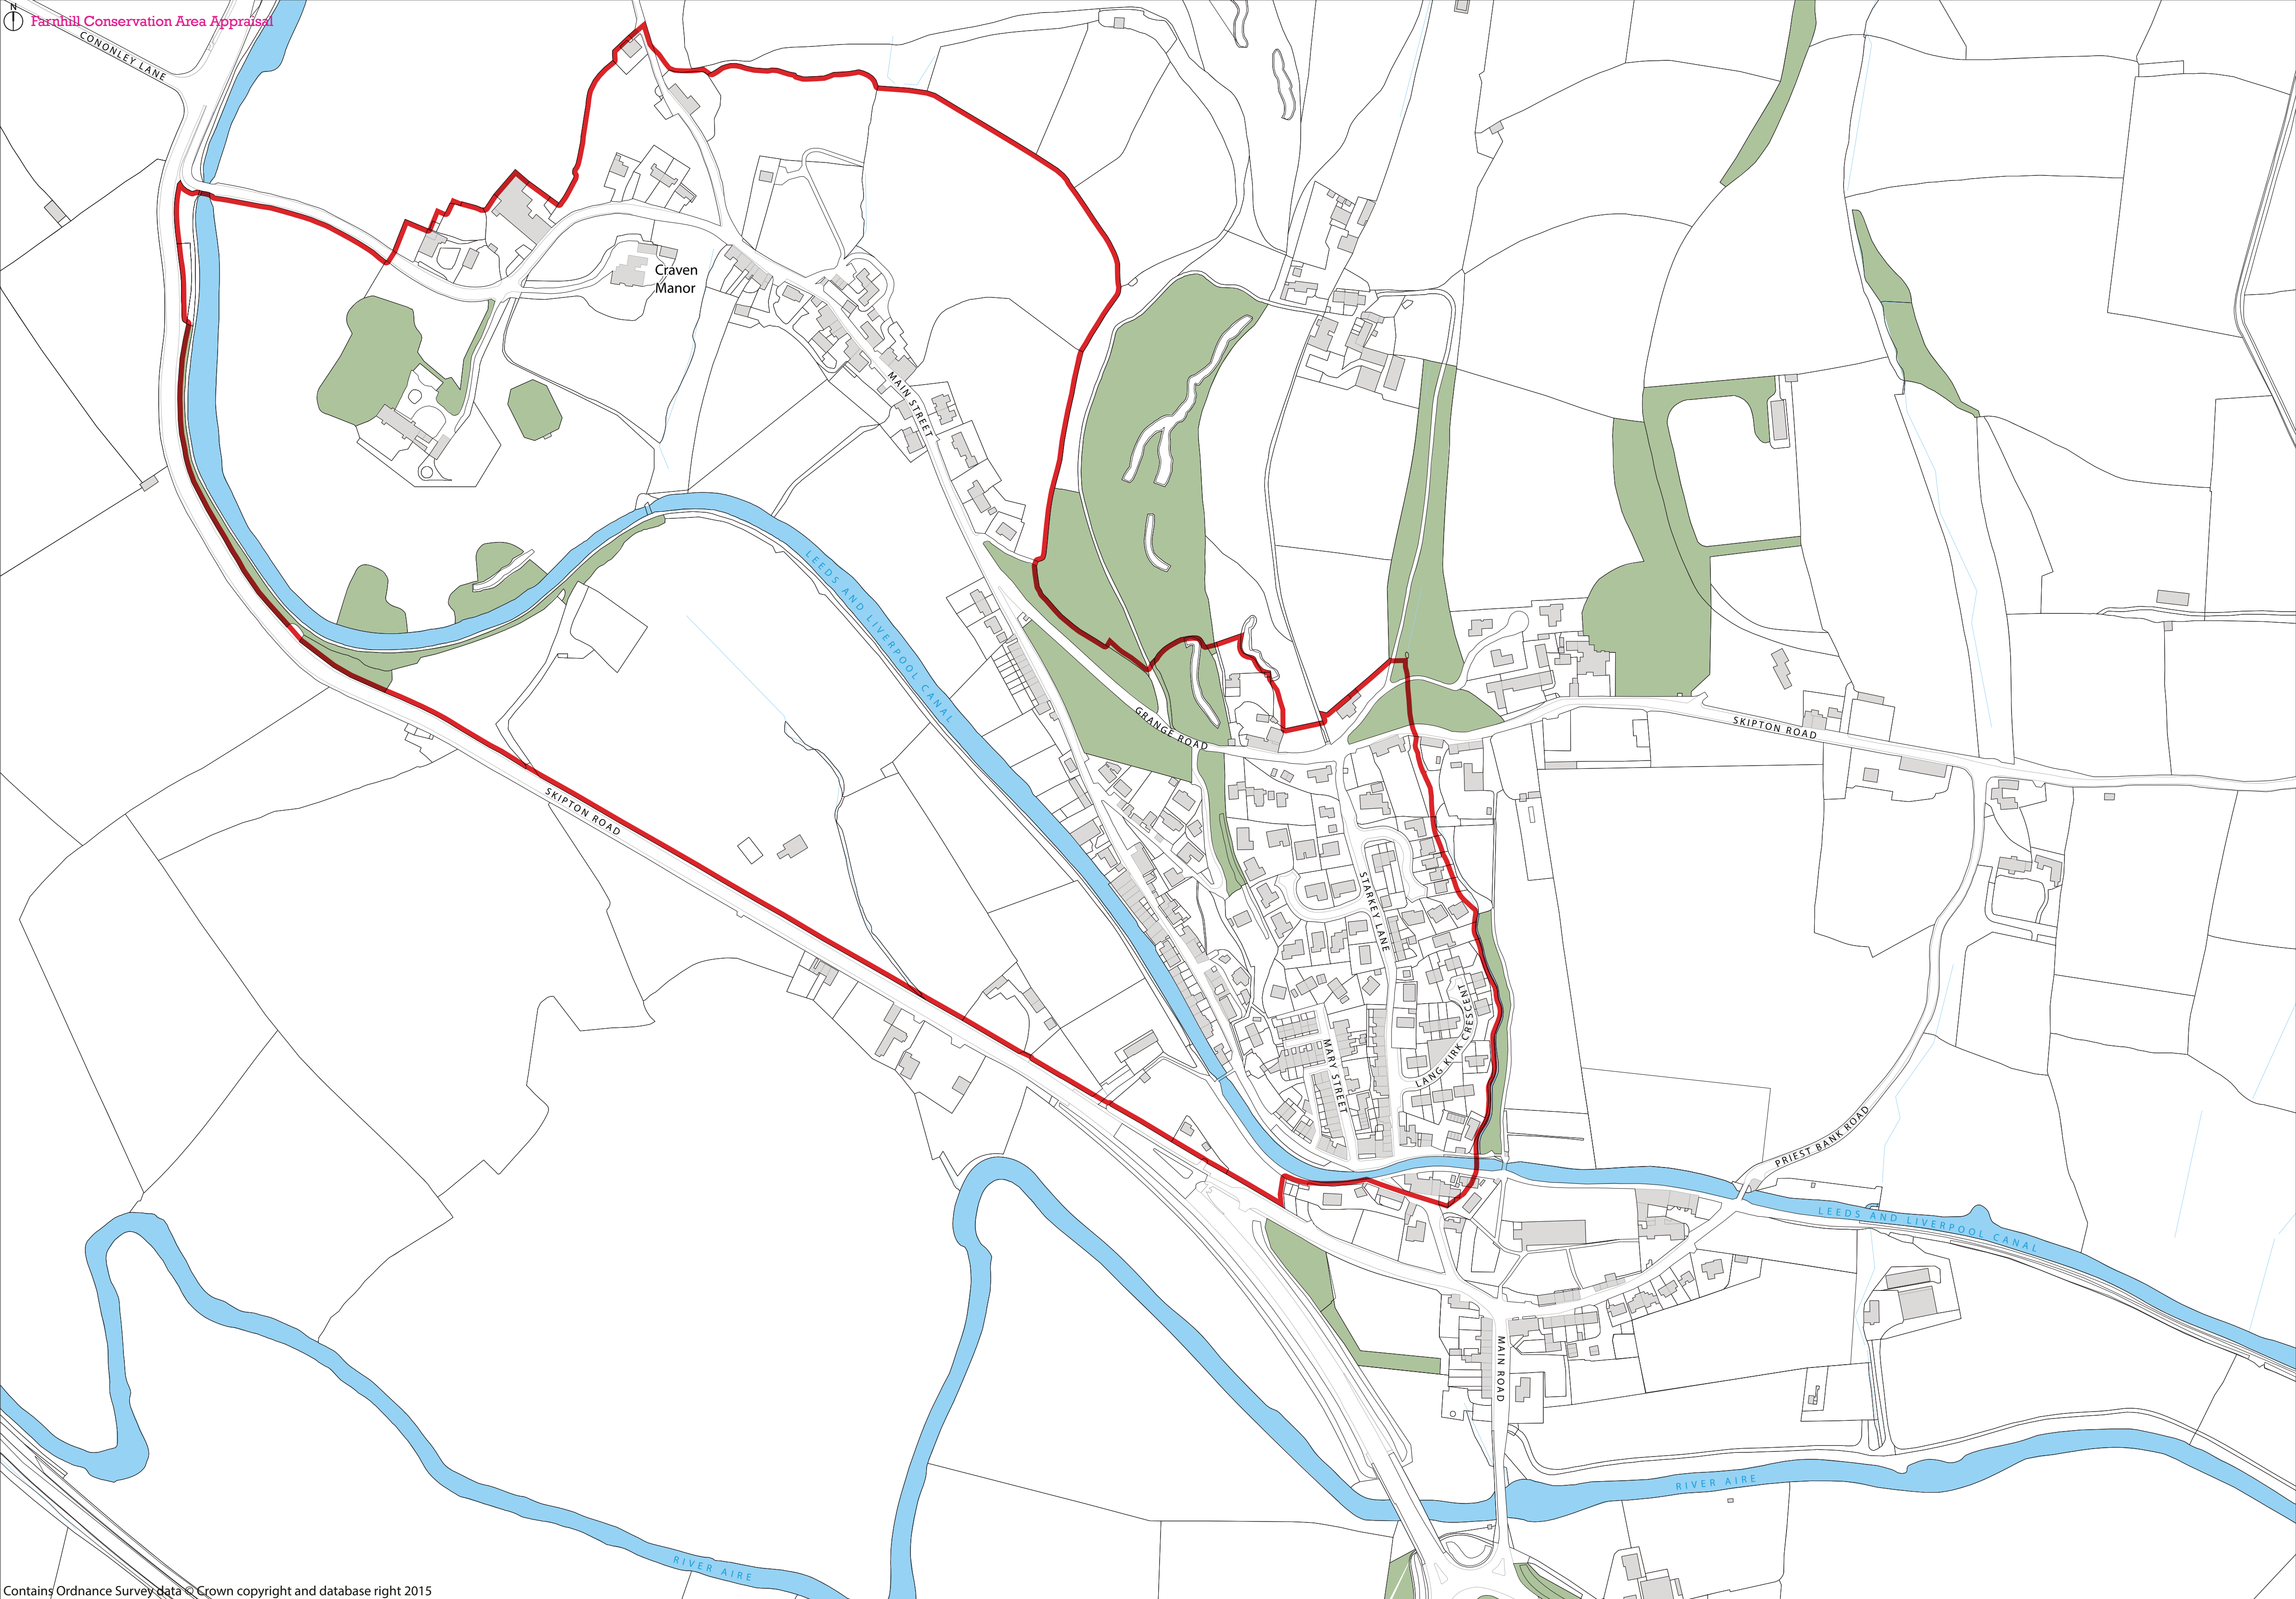 N
Farnhill Conservation Area Appraisal
CONONLEY LANE
Craven
Manor
MAIN STREET
LEEDS AND LIVERPOOL CANAL
GRANGE ROAD
SKIPTON ROAD
SKIPTON ROAD
STARKEY LANE
LANG KIRK CRESCENT
MARY STREET
PRIEST BANK ROAD
LEEDS AND LIVERPOOL CANAL
MAIN ROAD
RIVER AIRE
RIVER AIRE
Contains Ordnance Survey data © Crown copyright and database right 2015